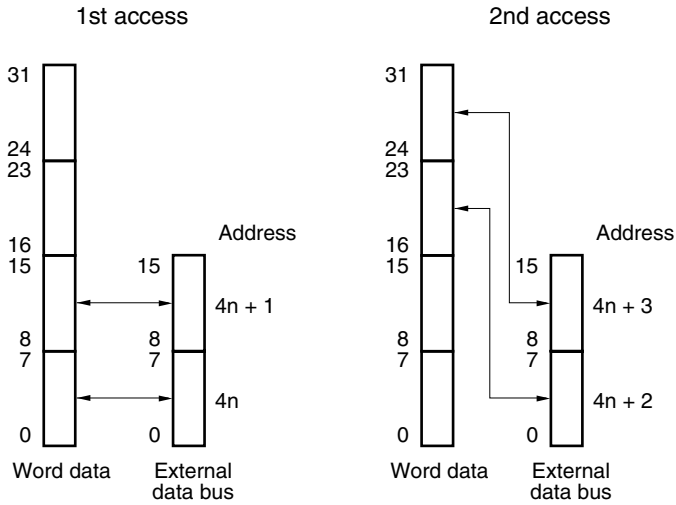 1st access
31
24
23
16
15
8
7
0
Address
15
4n + 1
8
7
4n
0
Word data
External
data bus
2nd access
31
24
23
16
15
8
7
0
Address
15
4n + 3
8
7
4n + 2
0
Word data
External
data bus